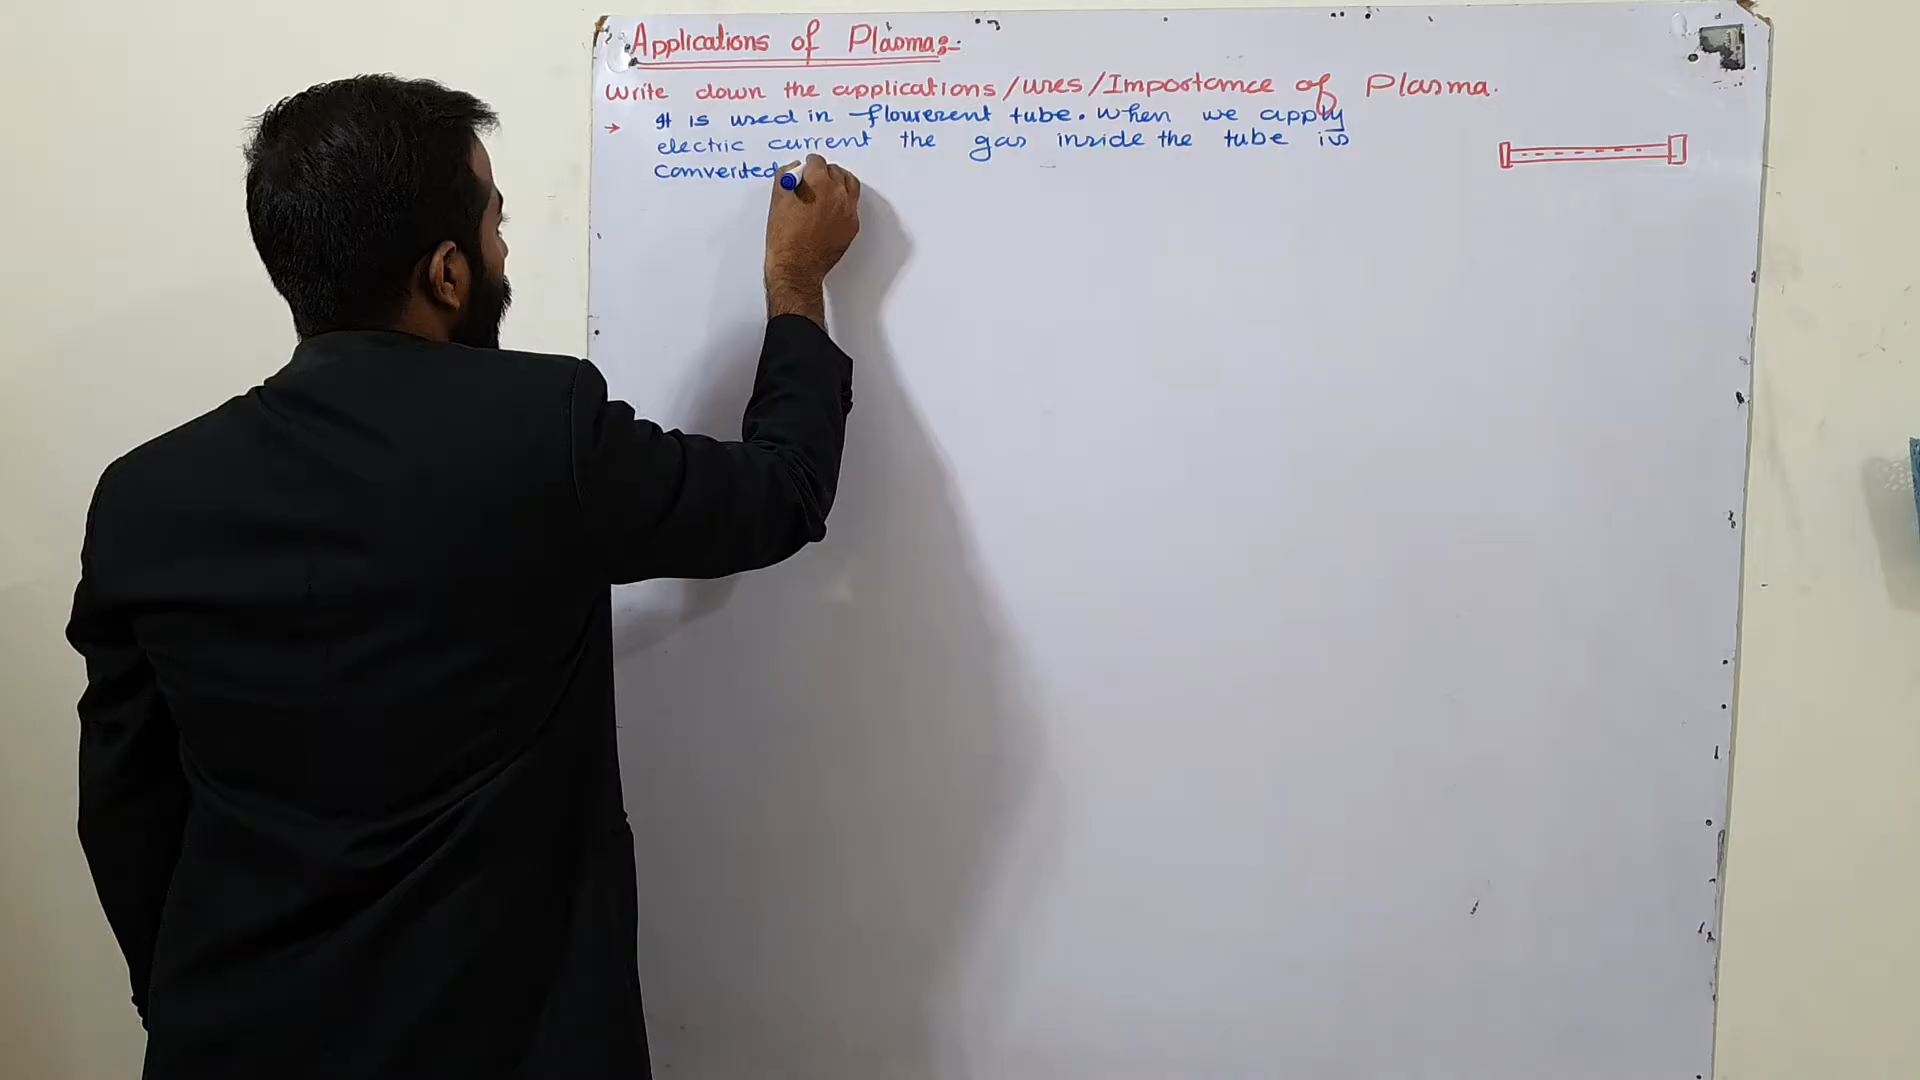 Applications of Plasma:-
Write down the applications/uses/Importance of Plasma.
→ It is used in flourescent tube. When we apply
electric current the gas inside the tube is
converted